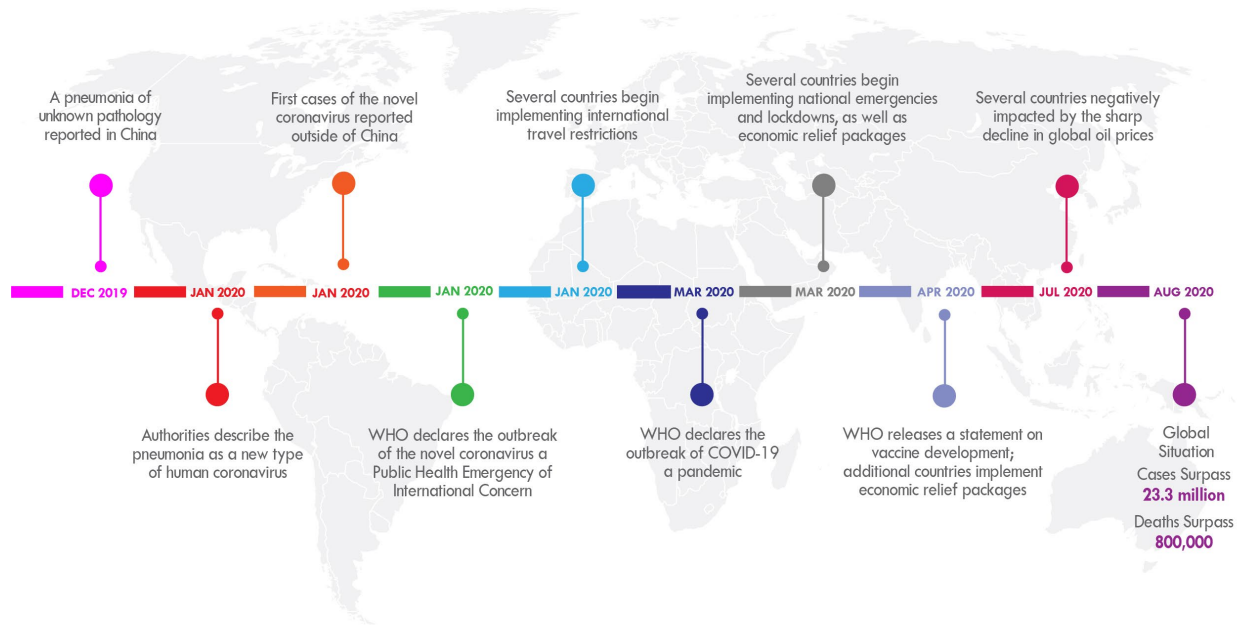 A pneumonia of
unknown pathology
reported in China
First cases of the novel
coronavirus reported
outside of China
Several countries begin
implementing international
travel restrictions
Several countries begin
implementing national emergencies
and lockdowns, as well as
economic relief packages
Several countries negatively
impacted by the sharp
decline in global oil prices
DEC 2019
JAN 2020
JAN 2020
JAN 2020
JAN 2020
MAR 2020
MAR 2020
APR 2020
JUL 2020
AUG 2020
Authorities describe the
pneumonia as a new type
of human coronavirus
WHO declares the outbreak
of the novel coronavirus a
Public Health Emergency of
International Concern
WHO declares the
outbreak of COVID-19
a pandemic
WHO releases a statement on
vaccine development;
additional countries implement
economic relief packages
Global
Situation
Cases Surpass
23.3 million
Deaths Surpass
800,000